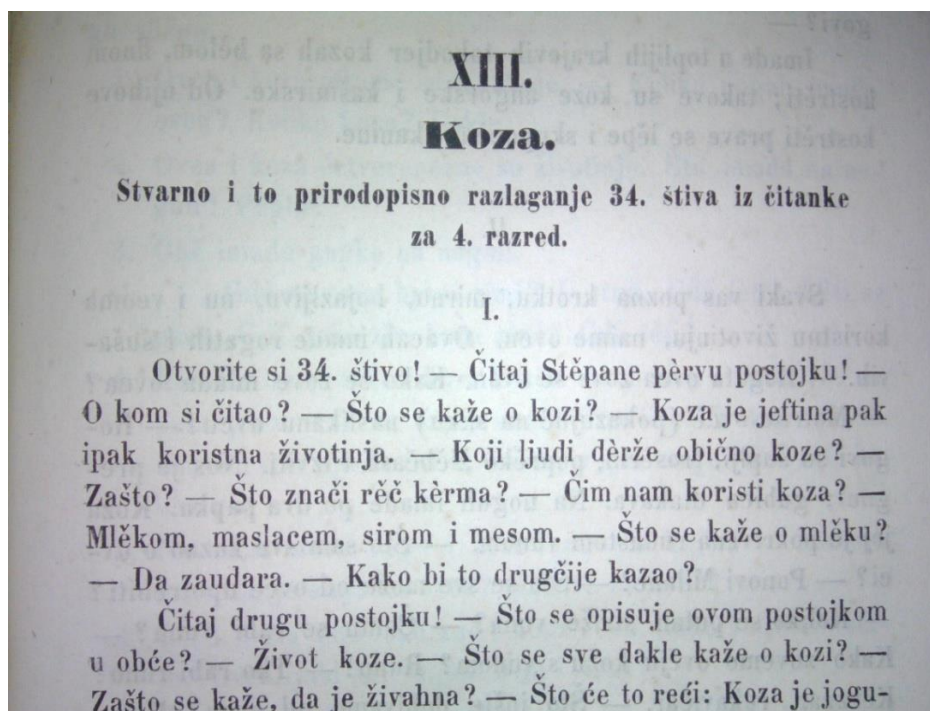 XIII.
Koza.
Stvarno i to prirodopisno razlaganje 34. štiva iz čitanke
za 4. razred.
I.
Otvorite si 34. štivo! — Čitaj Stěpane pèrvu postojku! —
O kom si čitao? — Što se kaže o kozi? — Koza je jeftina pak
ipak koristna životinja. — Koji ljudi dèrže obično koze? —
Zašto? — Što znači rěč kèrma? — Čim nam koristi koza? —
Mlěkom, maslacem, sirom i mesom. — Što se kaže o mlěku?
— Da zaudara. — Kako bi to drugčije kazao?
Čitaj drugu postojku! — Što se opisuje ovom postojkom
u obće? — Život koze. — Što se sve dakle kaže o kozi? —
Zašto se kaže, da je živahna? — Što će to reći: Koza je jogu-